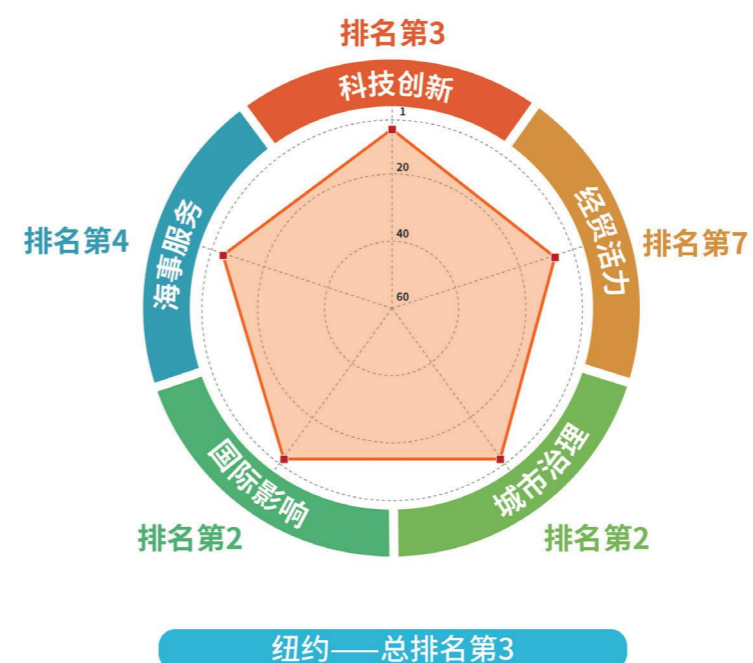 排名第3
科技创新
1
20
40
60
经贸活力
排名第7
海事服务
排名第4
国际影响
排名第2
城市治理
排名第2
纽约——总排名第3